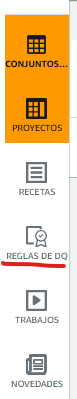 CONJUNTOS...
PROYECTOS
RECETAS
REGLAS DE DQ
TRABAJOS
NOVEDADES